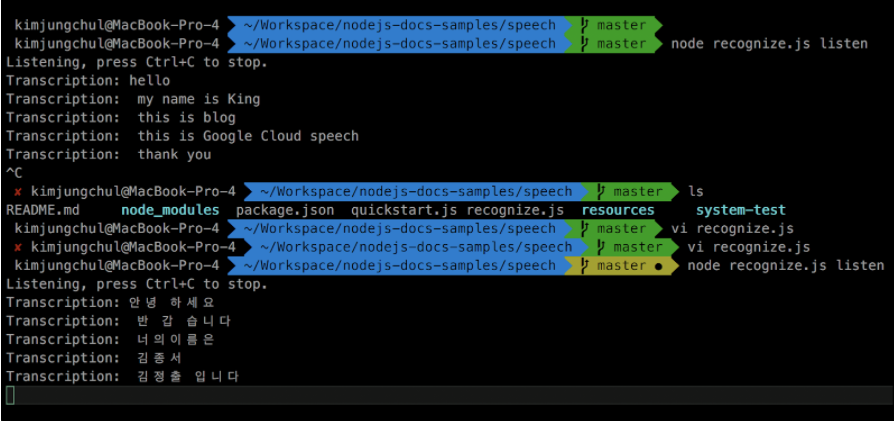 kimjungchul@MacBook-Pro-4 ~/Workspace/nodejs-docs-samples/speech master
kimjungchul@MacBook-Pro-4 ~/Workspace/nodejs-docs-samples/speech master node recognize.js listen
Listening, press Ctrl+C to stop.
Transcription: hello
Transcription:  my name is King
Transcription:  this is blog
Transcription:  this is Google Cloud speech
Transcription:  thank you
^C
✘ kimjungchul@MacBook-Pro-4 ~/Workspace/nodejs-docs-samples/speech master ls
README.md node_modules package.json quickstart.js recognize.js resources system-test
kimjungchul@MacBook-Pro-4 ~/Workspace/nodejs-docs-samples/speech master vi recognize.js
✘ kimjungchul@MacBook-Pro-4 ~/Workspace/nodejs-docs-samples/speech master vi recognize.js
kimjungchul@MacBook-Pro-4 ~/Workspace/nodejs-docs-samples/speech master ● node recognize.js listen
Listening, press Ctrl+C to stop.
Transcription: 안녕 하세요
Transcription:  반 갑 습니다
Transcription:  너의이름은
Transcription:  김종서
Transcription:  김정출 입니다